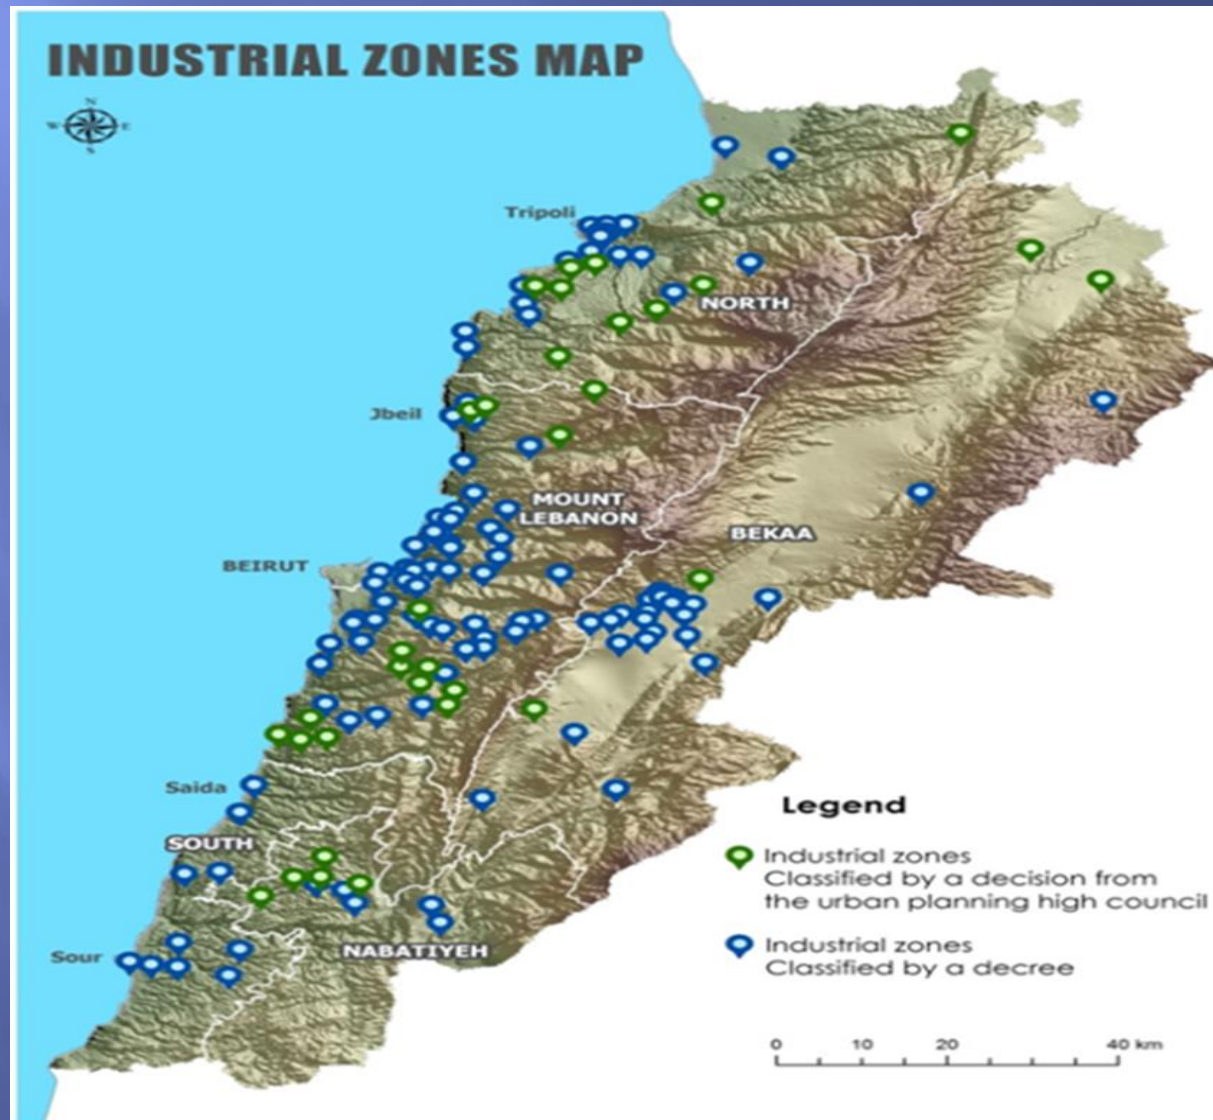 INDUSTRIAL ZONES MAP
N
W E
S
Tripoli
NORTH
Jbeil
MOUNT
LEBANON
BEKAA
BEIRUT
Saida
SOUTH
Sour
NABATIYEH
Legend
Industrial zones
Classified by a decision from
the urban planning high council
Industrial zones
Classified by a decree
0 10 20 40 km